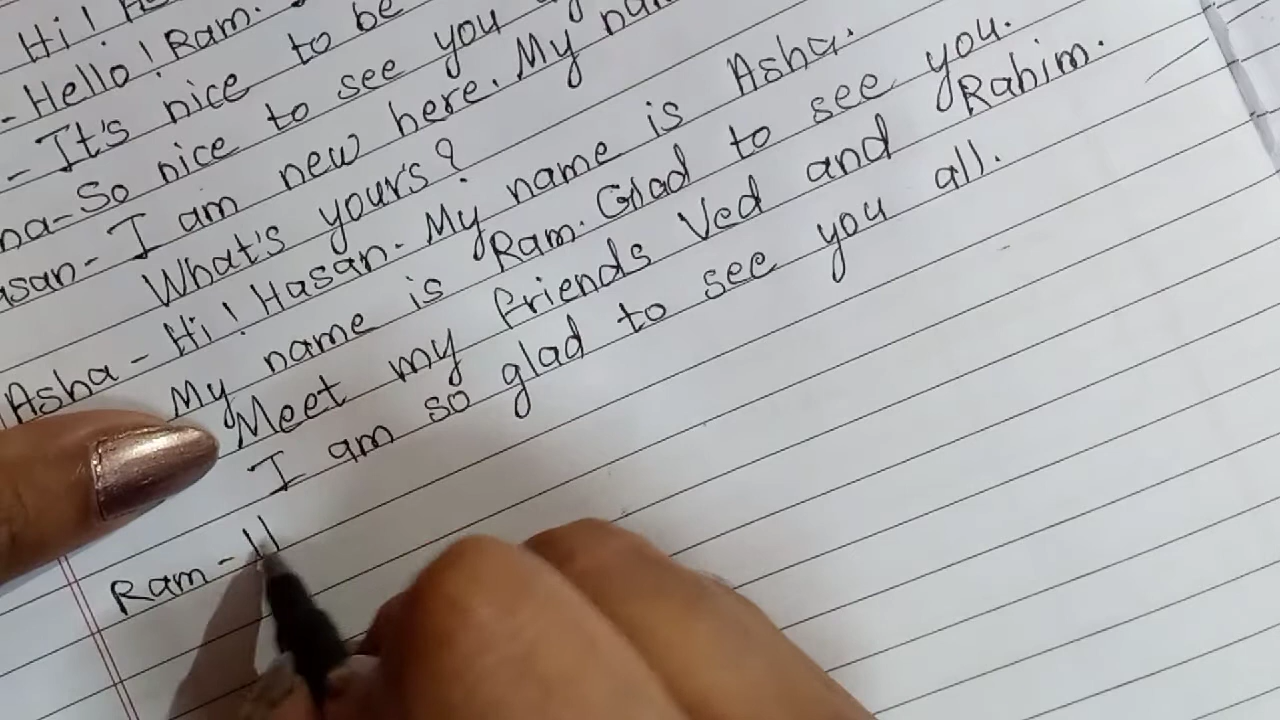 Hi!
- Hello! Ram.
- It's nice to be
na- So nice to see you
asan- I am new here. My
What's yours?
Asha - Hi! Hasan. My name is Asha.
My name is Ram. Glad to see you.
Meet my friends Ved and Rahim.
I am so glad to see you all.
Ram -